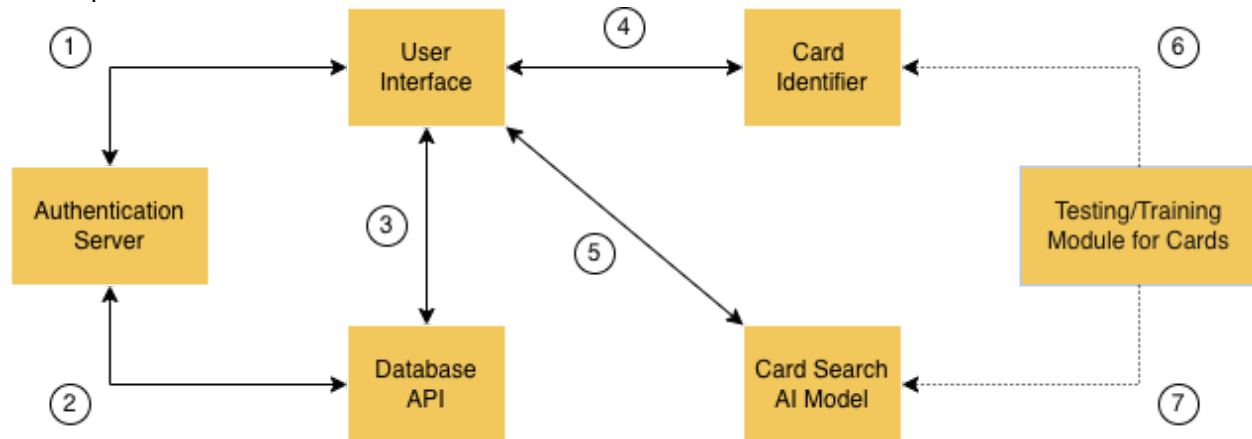 1
User
Interface
4
Card
Identifier
6
Authentication
Server
3
5
Testing/Training
Module for Cards
2
Database
API
Card Search
AI Model
7